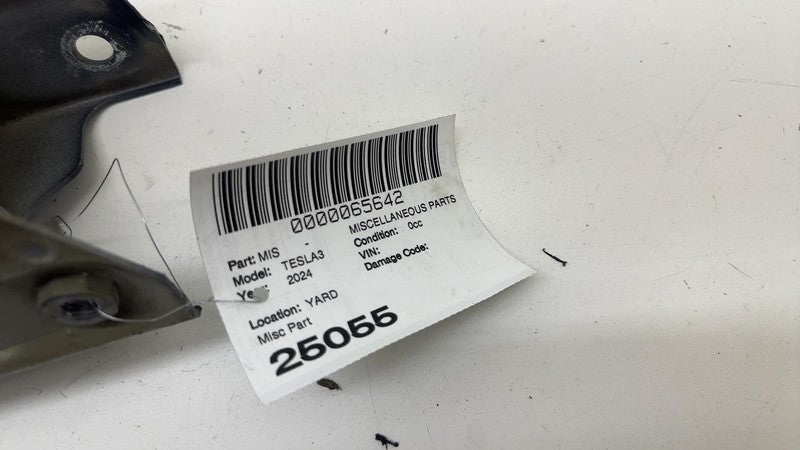 0000065642
Part: MIS MISCELLANEOUS PARTS
Model: TESLA3 Condition: 0cc
2024 VIN:
Damage Code:
Location: YARD
Misc Part
25055